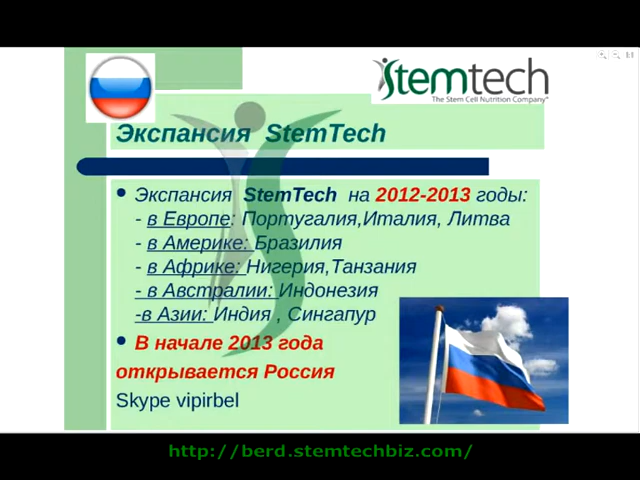 Stemtech
The Stem Cell Nutrition Company™
Экспансия StemTech
Экспансия StemTech на 2012-2013 годы:
- в Европе: Португалия,Италия, Литва
- в Америке: Бразилия
- в Африке: Нигерия,Танзания
- в Австралии: Индонезия
-в Азии: Индия , Сингапур
В начале 2013 года
открывается Россия
Skype vipirbel
http://berd.stemtechbiz.com/